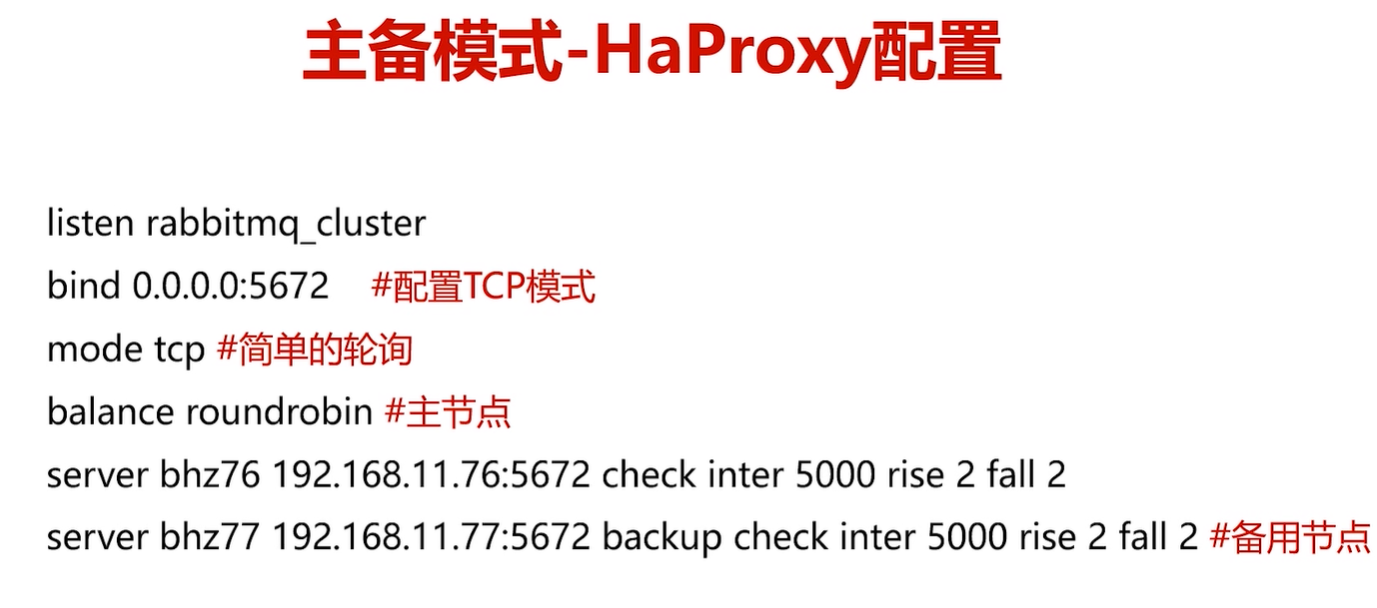 主备模式-HaProxy配置
listen rabbitmq_cluster
bind 0.0.0.0:5672 #配置TCP模式
mode tcp #简单的轮询
balance roundrobin #主节点
server bhz76 192.168.11.76:5672 check inter 5000 rise 2 fall 2
server bhz77 192.168.11.77:5672 backup check inter 5000 rise 2 fall 2 #备用节点